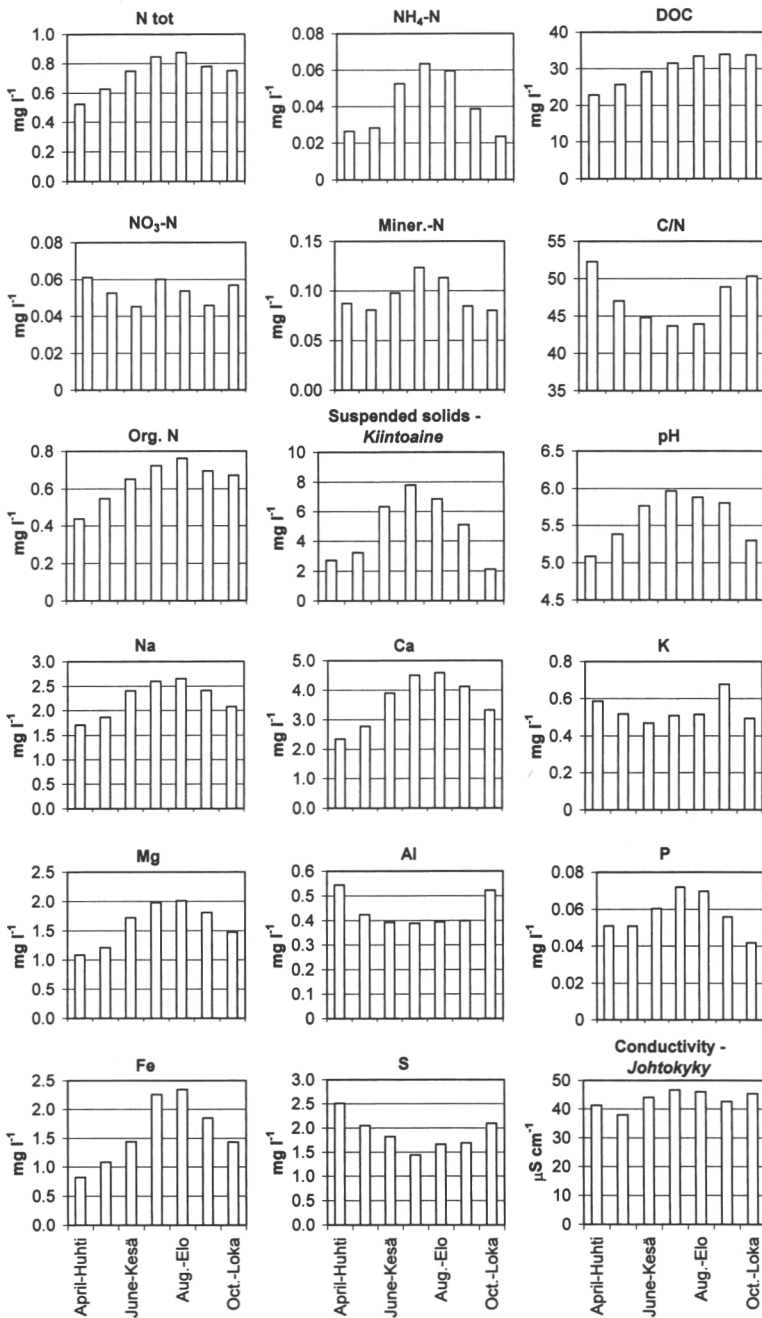 N tot
mg l⁻¹
1.0
0.8
0.6
0.4
0.2
0.0
NH₄-N
mg l⁻¹
0.08
0.06
0.04
0.02
0
DOC
mg l⁻¹
40
30
20
10
0
NO₃-N
mg l⁻¹
0.08
0.06
0.04
0.02
0
Miner.-N
mg l⁻¹
0.15
0.10
0.05
0.00
C/N
mg l⁻¹
55
50
45
40
35
Org. N
mg l⁻¹
0.8
0.6
0.4
0.2
0
Suspended solids -
Kiintoaine
mg l⁻¹
10
8
6
4
2
0
pH
6.5
6.0
5.5
5.0
4.5
Na
mg l⁻¹
3.0
2.5
2.0
1.5
1.0
0.5
0.0
Ca
mg l⁻¹
5.0
4.0
3.0
2.0
1.0
0.0
K
mg l⁻¹
0.8
0.6
0.4
0.2
0
Mg
mg l⁻¹
2.5
2.0
1.5
1.0
0.5
0.0
Al
mg l⁻¹
0.6
0.5
0.4
0.3
0.2
0.1
0
P
mg l⁻¹
0.08
0.06
0.04
0.02
0
Fe
mg l⁻¹
2.5
2.0
1.5
1.0
0.5
0.0
April-Huhti
June-Kesä
Aug.-Elo
Oct.-Loka
S
mg l⁻¹
3.0
2.5
2.0
1.5
1.0
0.5
0.0
April-Huhti
June-Kesä
Aug.-Elo
Oct.-Loka
Conductivity -
Johtokyky
µS cm⁻¹
50
40
30
20
10
0
April-Huhti
June-Kesä
Aug.-Elo
Oct.-Loka